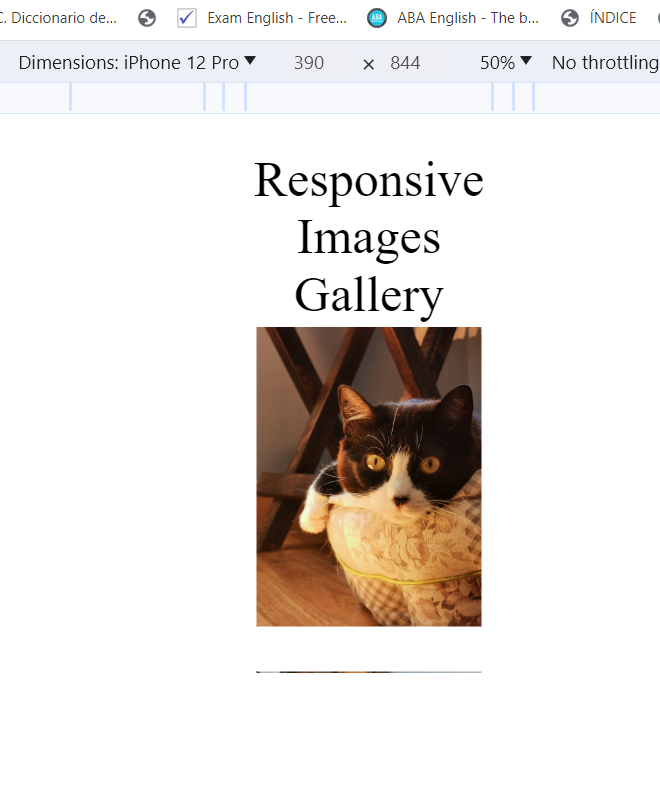 C. Diccionario de... Exam English - Free... ABA ABA English - The b... ÍNDICE
Dimensions: iPhone 12 Pro 390 × 844 50% No throttling
Responsive
Images
Gallery